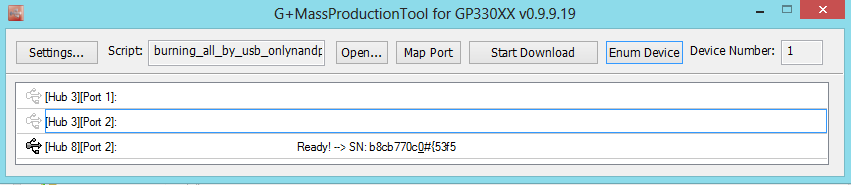 G+MassProductionTool for GP330XX v0.9.9.19
Settings... Script: burning_all_by_usb_onlynandp Open... Map Port Start Download Enum Device Device Number: 1
[Hub 3][Port 1]:
[Hub 3][Port 2]:
[Hub 8][Port 2]: Ready! --> SN: b8cb770c0#{53f5